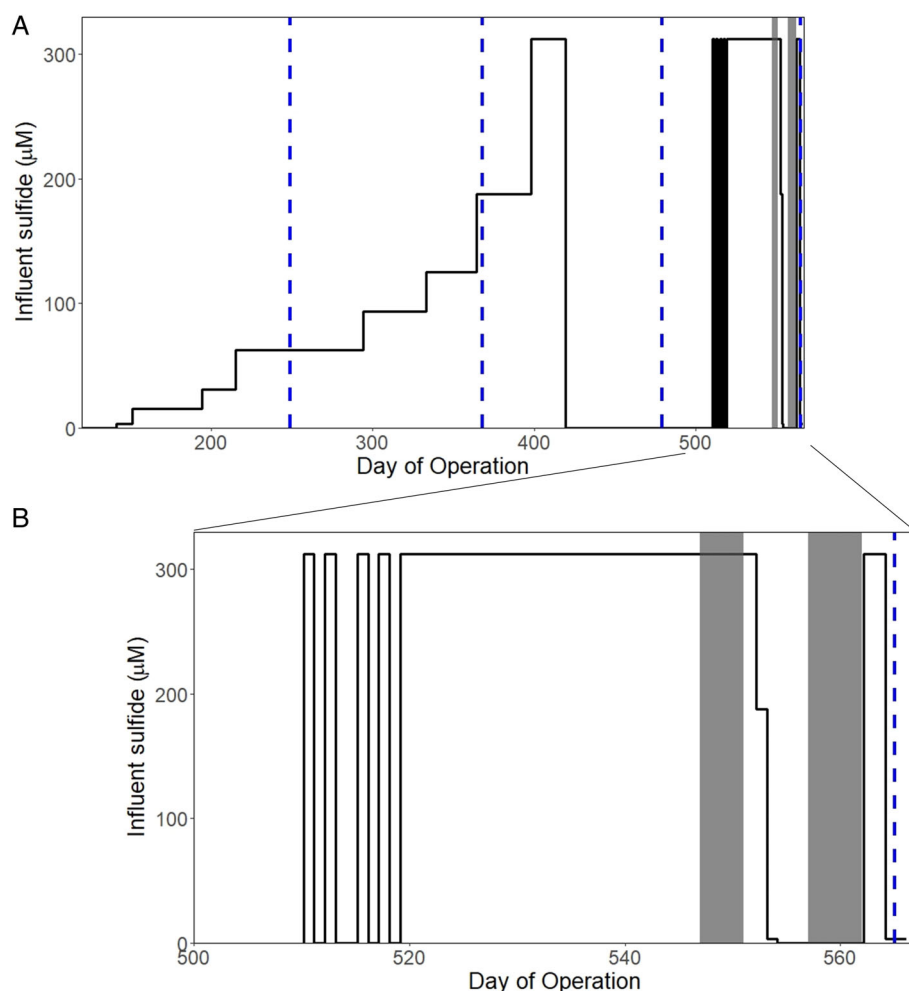 A
Influent sulfide (µM)
300
200
100
0
200
300
400
500
Day of Operation
B
Influent sulfide (µM)
300
200
100
0
500
520
540
560
Day of Operation